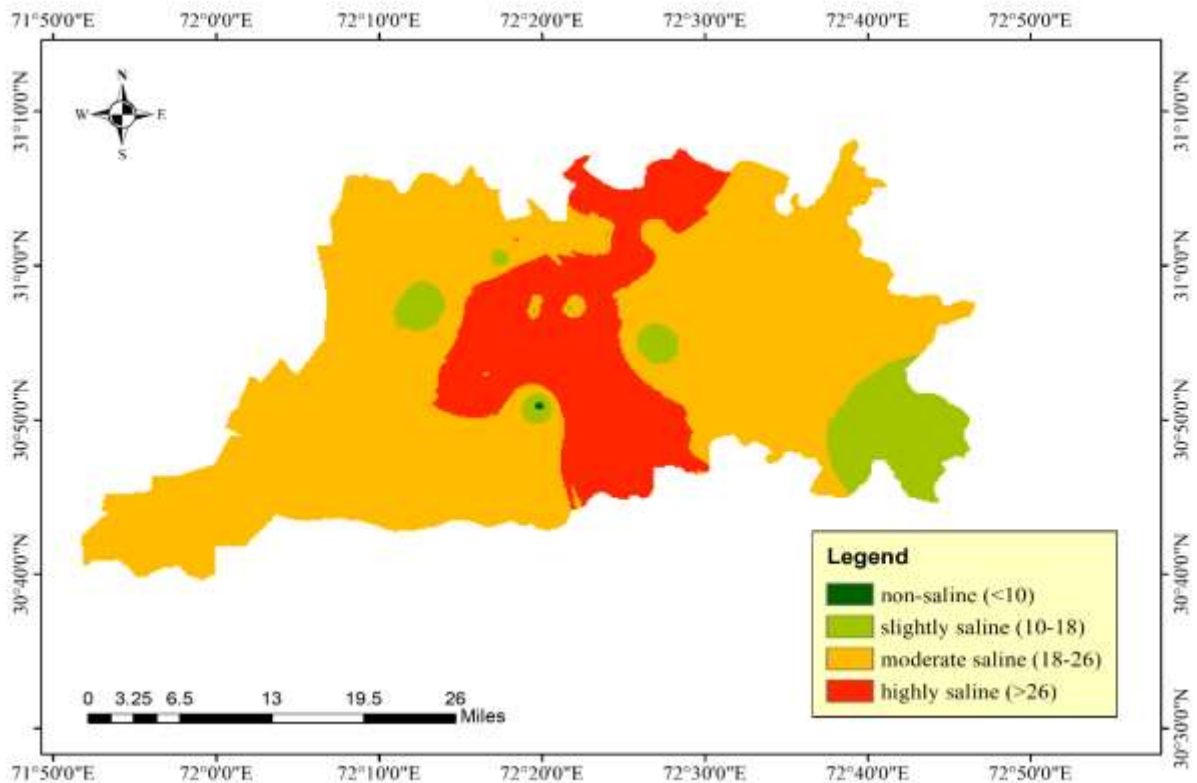 71°50'0"E 72°0'0"E 72°10'0"E 72°20'0"E 72°30'0"E 72°40'0"E 72°50'0"E
N
W E
S
31°10'0"N 31°10'0"N
31°0'0"N 31°0'0"N
30°50'0"N 30°50'0"N
30°40'0"N 30°40'0"N
30°30'0"N 30°30'0"N
Legend
non-saline (<10)
slightly saline (10-18)
moderate saline (18-26)
highly saline (>26)
0 3.25 6.5 13 19.5 26
Miles
71°50'0"E 72°0'0"E 72°10'0"E 72°20'0"E 72°30'0"E 72°40'0"E 72°50'0"E